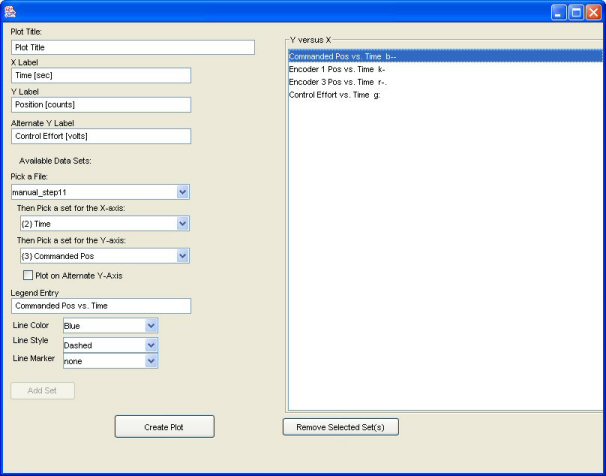 Plot Title:
Plot Title
X Label
Time [sec]
Y Label
Position [counts]
Alternate Y Label
Control Effort [volts]
Available Data Sets:
Pick a File:
manual_step11
Then Pick a set for the X-axis:
(2) Time
Then Pick a set for the Y-axis:
(3) Commanded Pos
Plot on Alternate Y-Axis
Legend Entry
Commanded Pos vs. Time
Line Color Blue
Line Style Dashed
Line Marker none
Add Set
Create Plot
Y versus X
Commanded Pos vs. Time b--
Encoder 1 Pos vs. Time k-
Encoder 3 Pos vs. Time r-.
Control Effort vs. Time g:
Remove Selected Set(s)